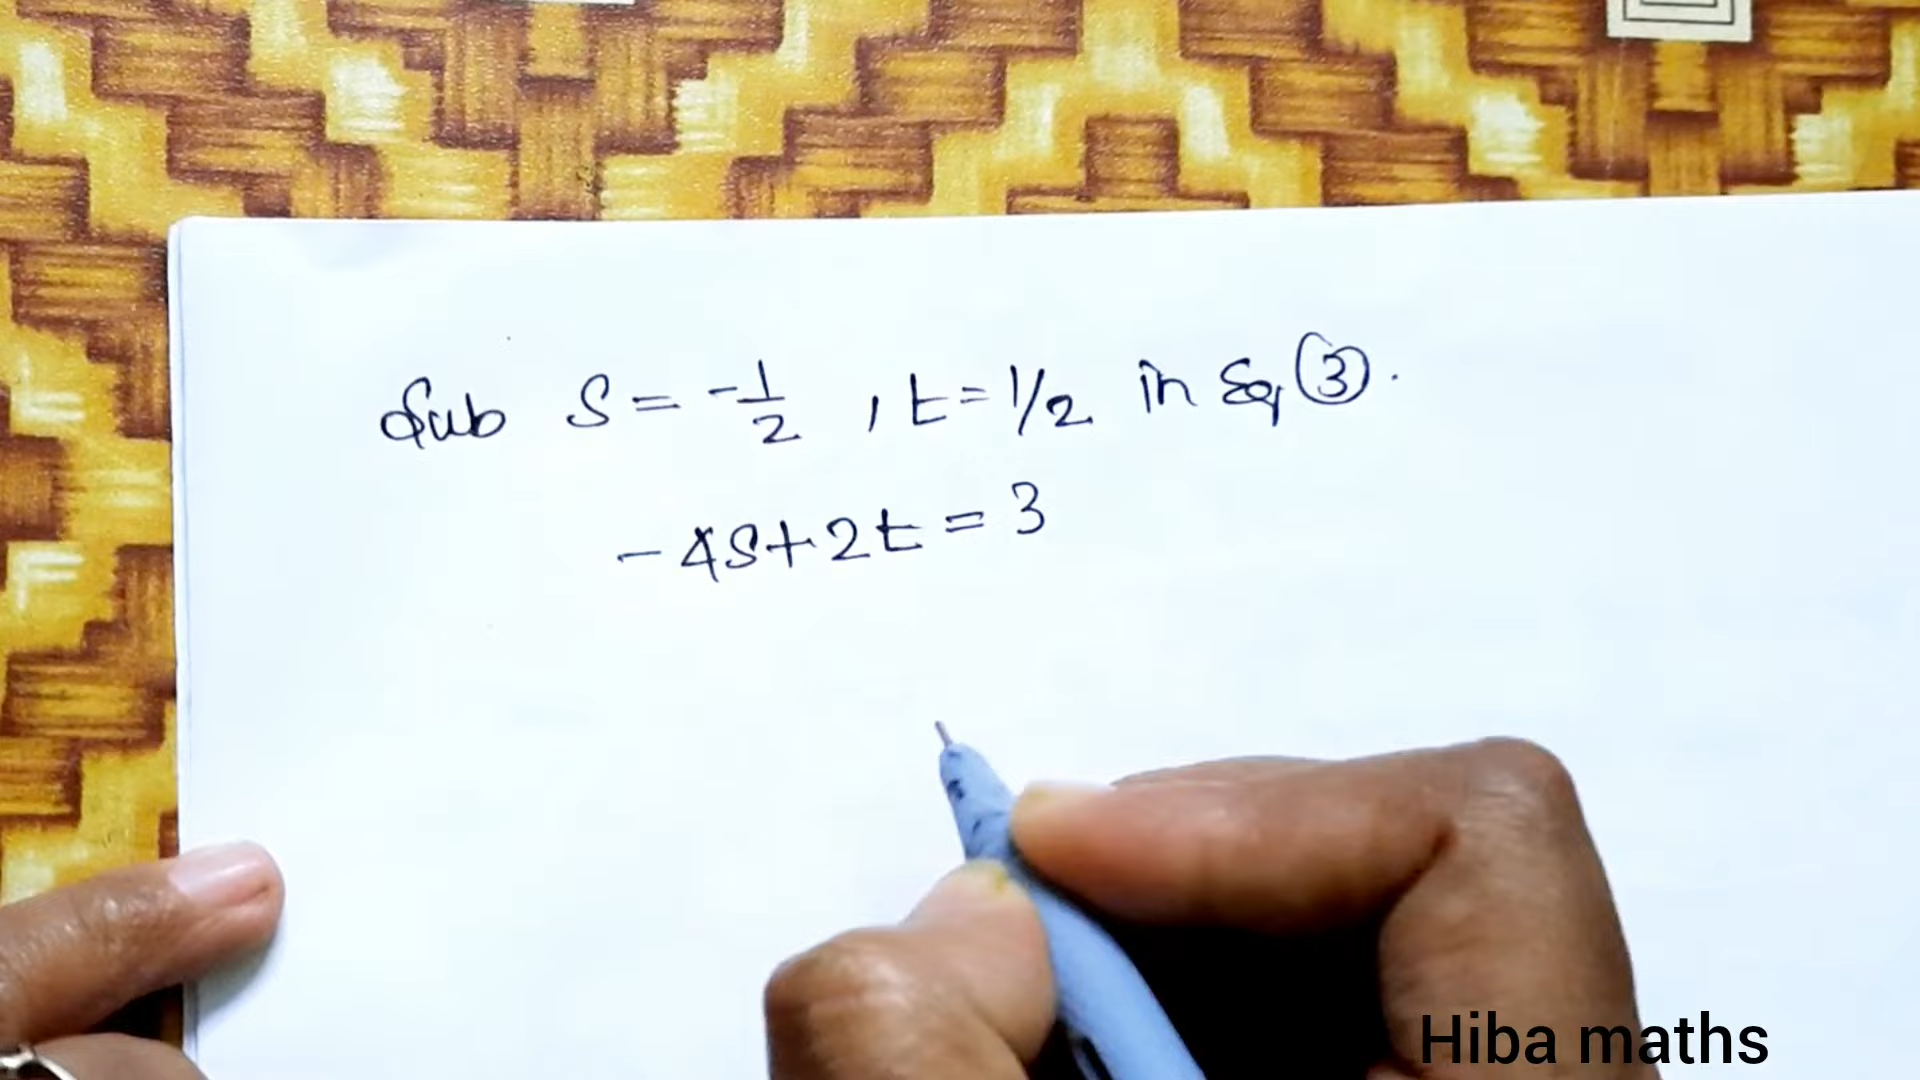 Sub S = -1/2 , t = 1/2 in Eq ③.
-4S+2t = 3
Hiba maths